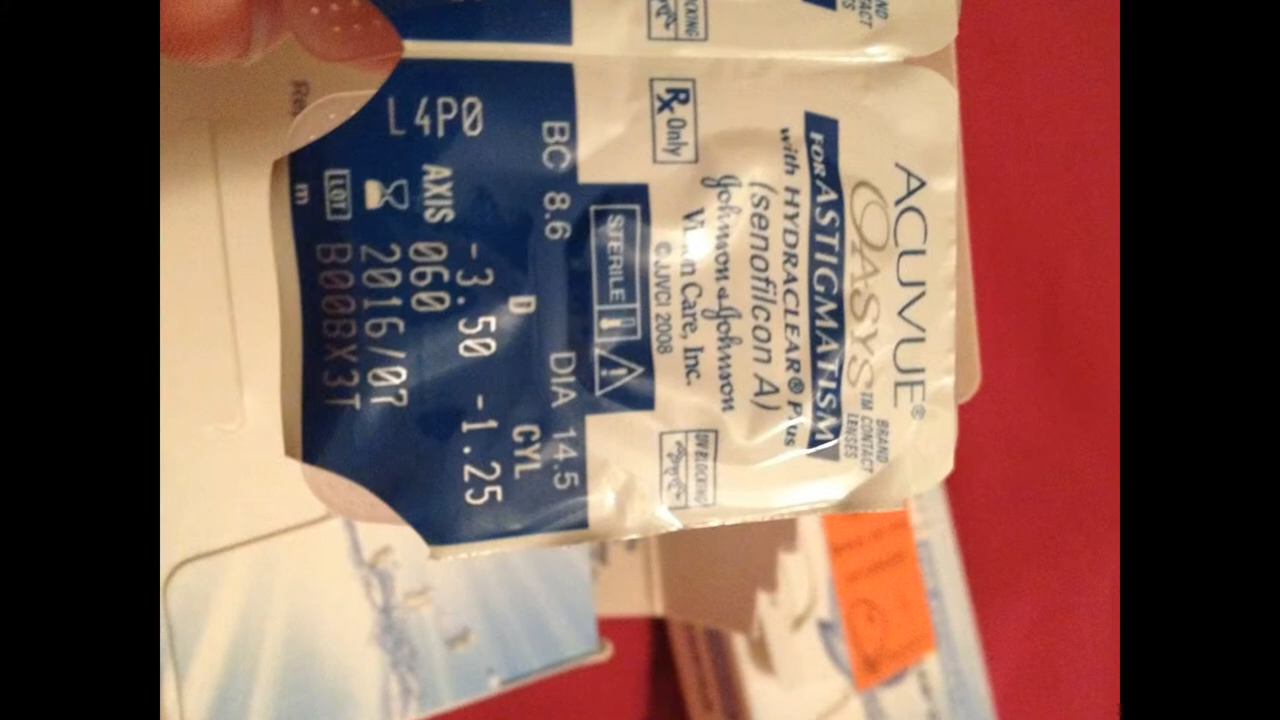 ACUVUE®
OASYS™ BRAND CONTACT LENSES
FOR ASTIGMATISM
with HYDRACLEAR® Plus
(senofilcon A)
Johnson & Johnson
Vision Care, Inc.
©JJVCI 2008
Rx Only
UV BLOCKING
STERILE
BC 8.6 DIA 14.5
D CYL
-3.50 -1.25
L4P0
AXIS 060
2016/07
LOT B00BX3T
m